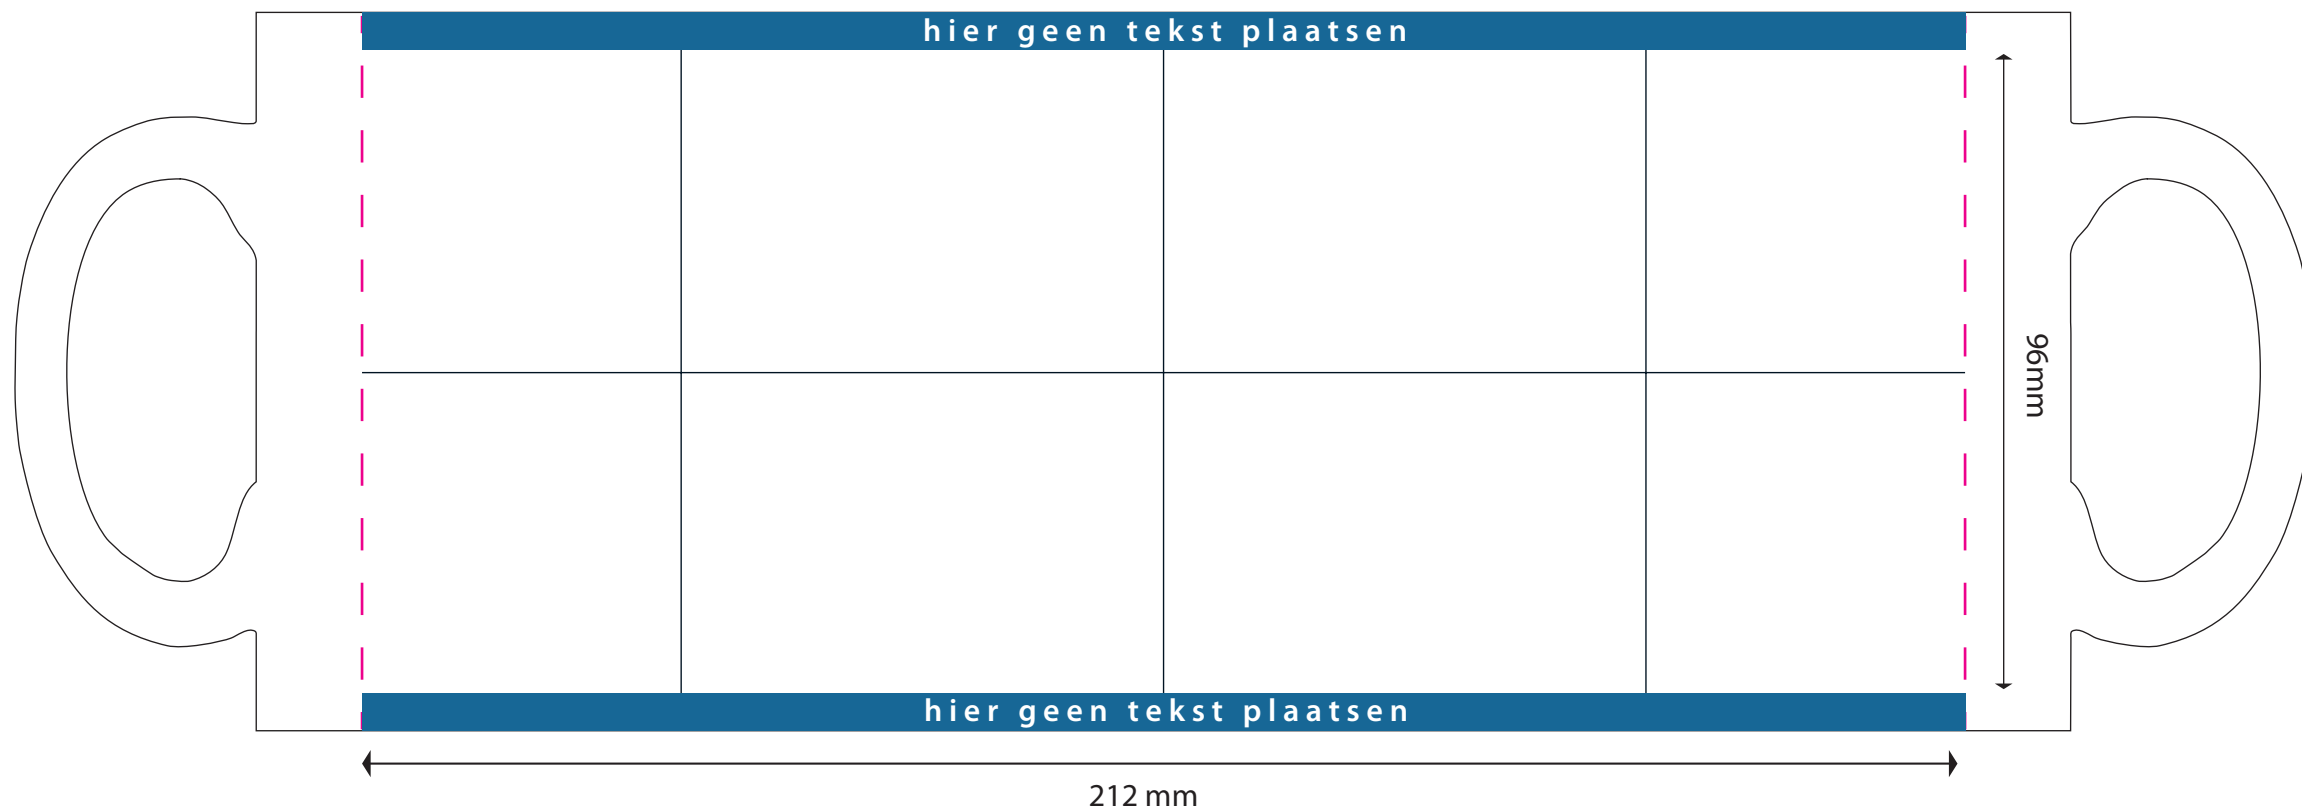 hier geen tekst plaatsen
96mm
hier geen tekst plaatsen
212 mm